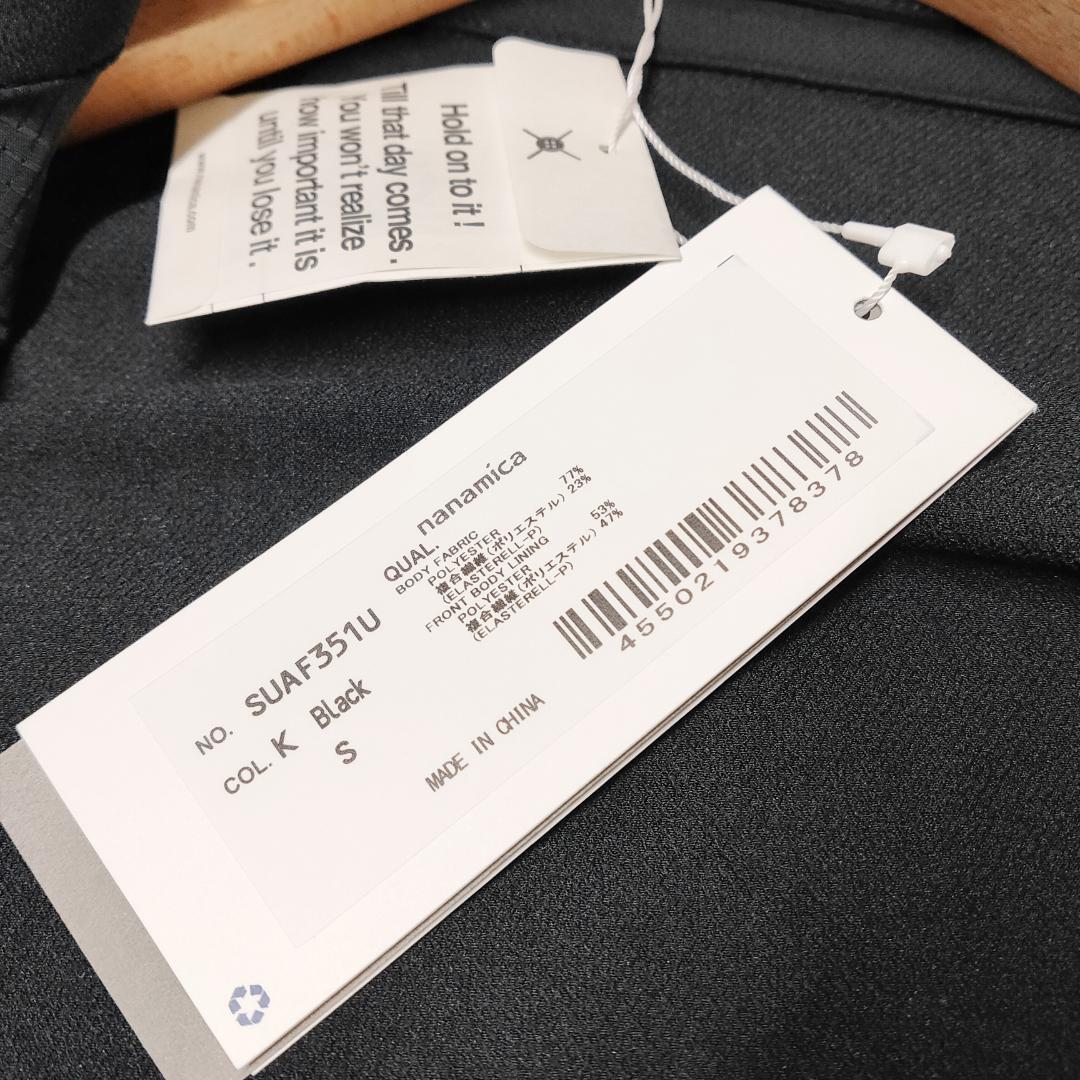 Hold on to it !
Till that day comes.
You won't realize
how important it is
until you lose it .
nanamica
QUAL.
BODY FABRIC
POLYESTER 77%
複合繊維(ポリエステル) 23%
(ELASTERELL-P)
FRONT BODY LINING
POLYESTER 53%
複合繊維(ポリエステル) 47%
(ELASTERELL-P)
NO. SUAF351U
COL. K Black
S
MADE IN CHINA
4550219378378